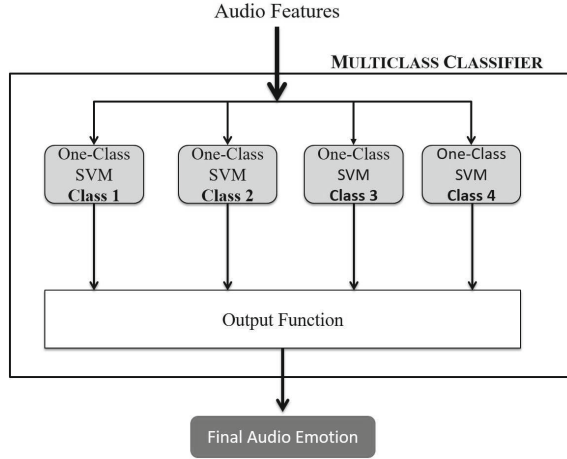 Audio Features
MULTICLASS CLASSIFIER
One-Class
SVM
Class 1
One-Class
SVM
Class 2
One-Class
SVM
Class 3
One-Class
SVM
Class 4
Output Function
Final Audio Emotion